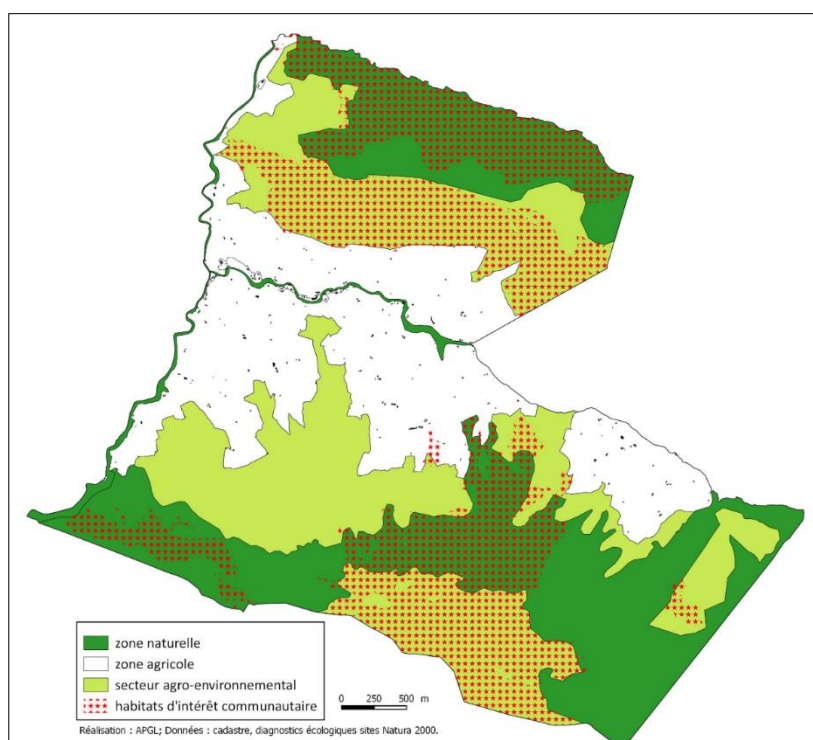 zone naturelle
zone agricole
secteur agro-environnemental
habitats d'intérêt communautaire
0 250 500 m
Réalisation : APGL; Données : cadastre, diagnostics écologiques sites Natura 2000.